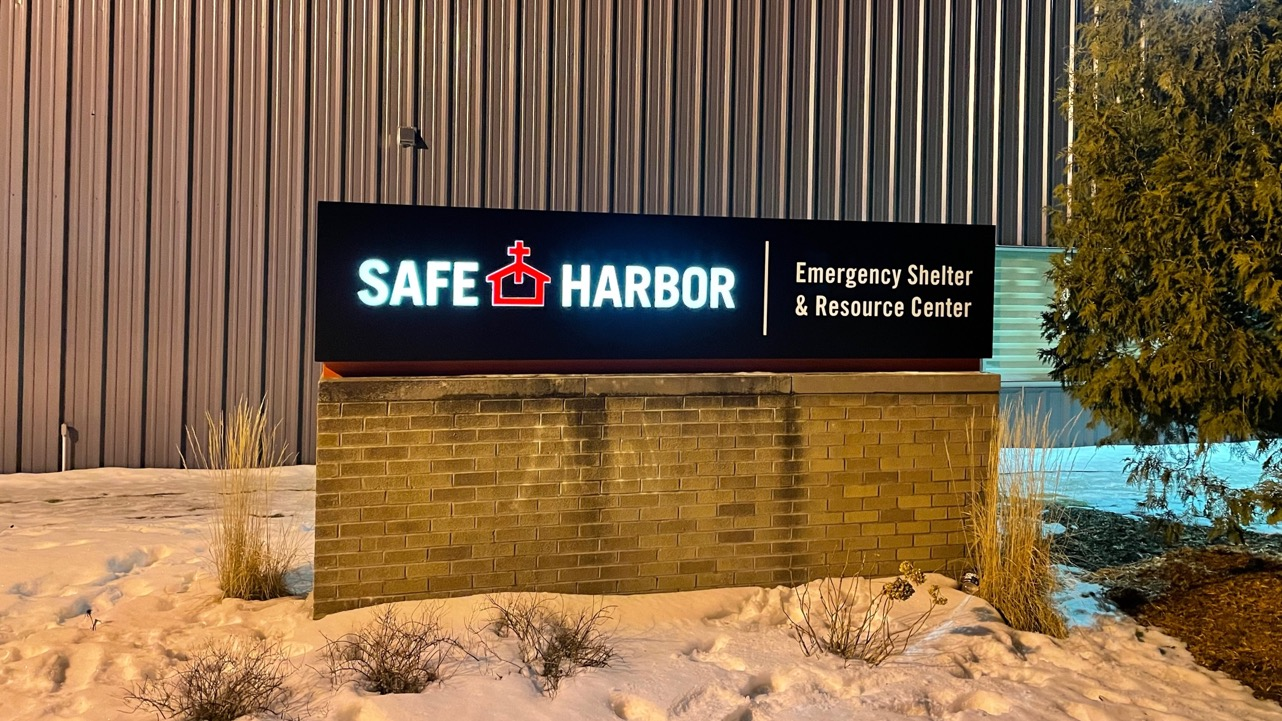 SAFE HARBOR
Emergency Shelter
& Resource Center